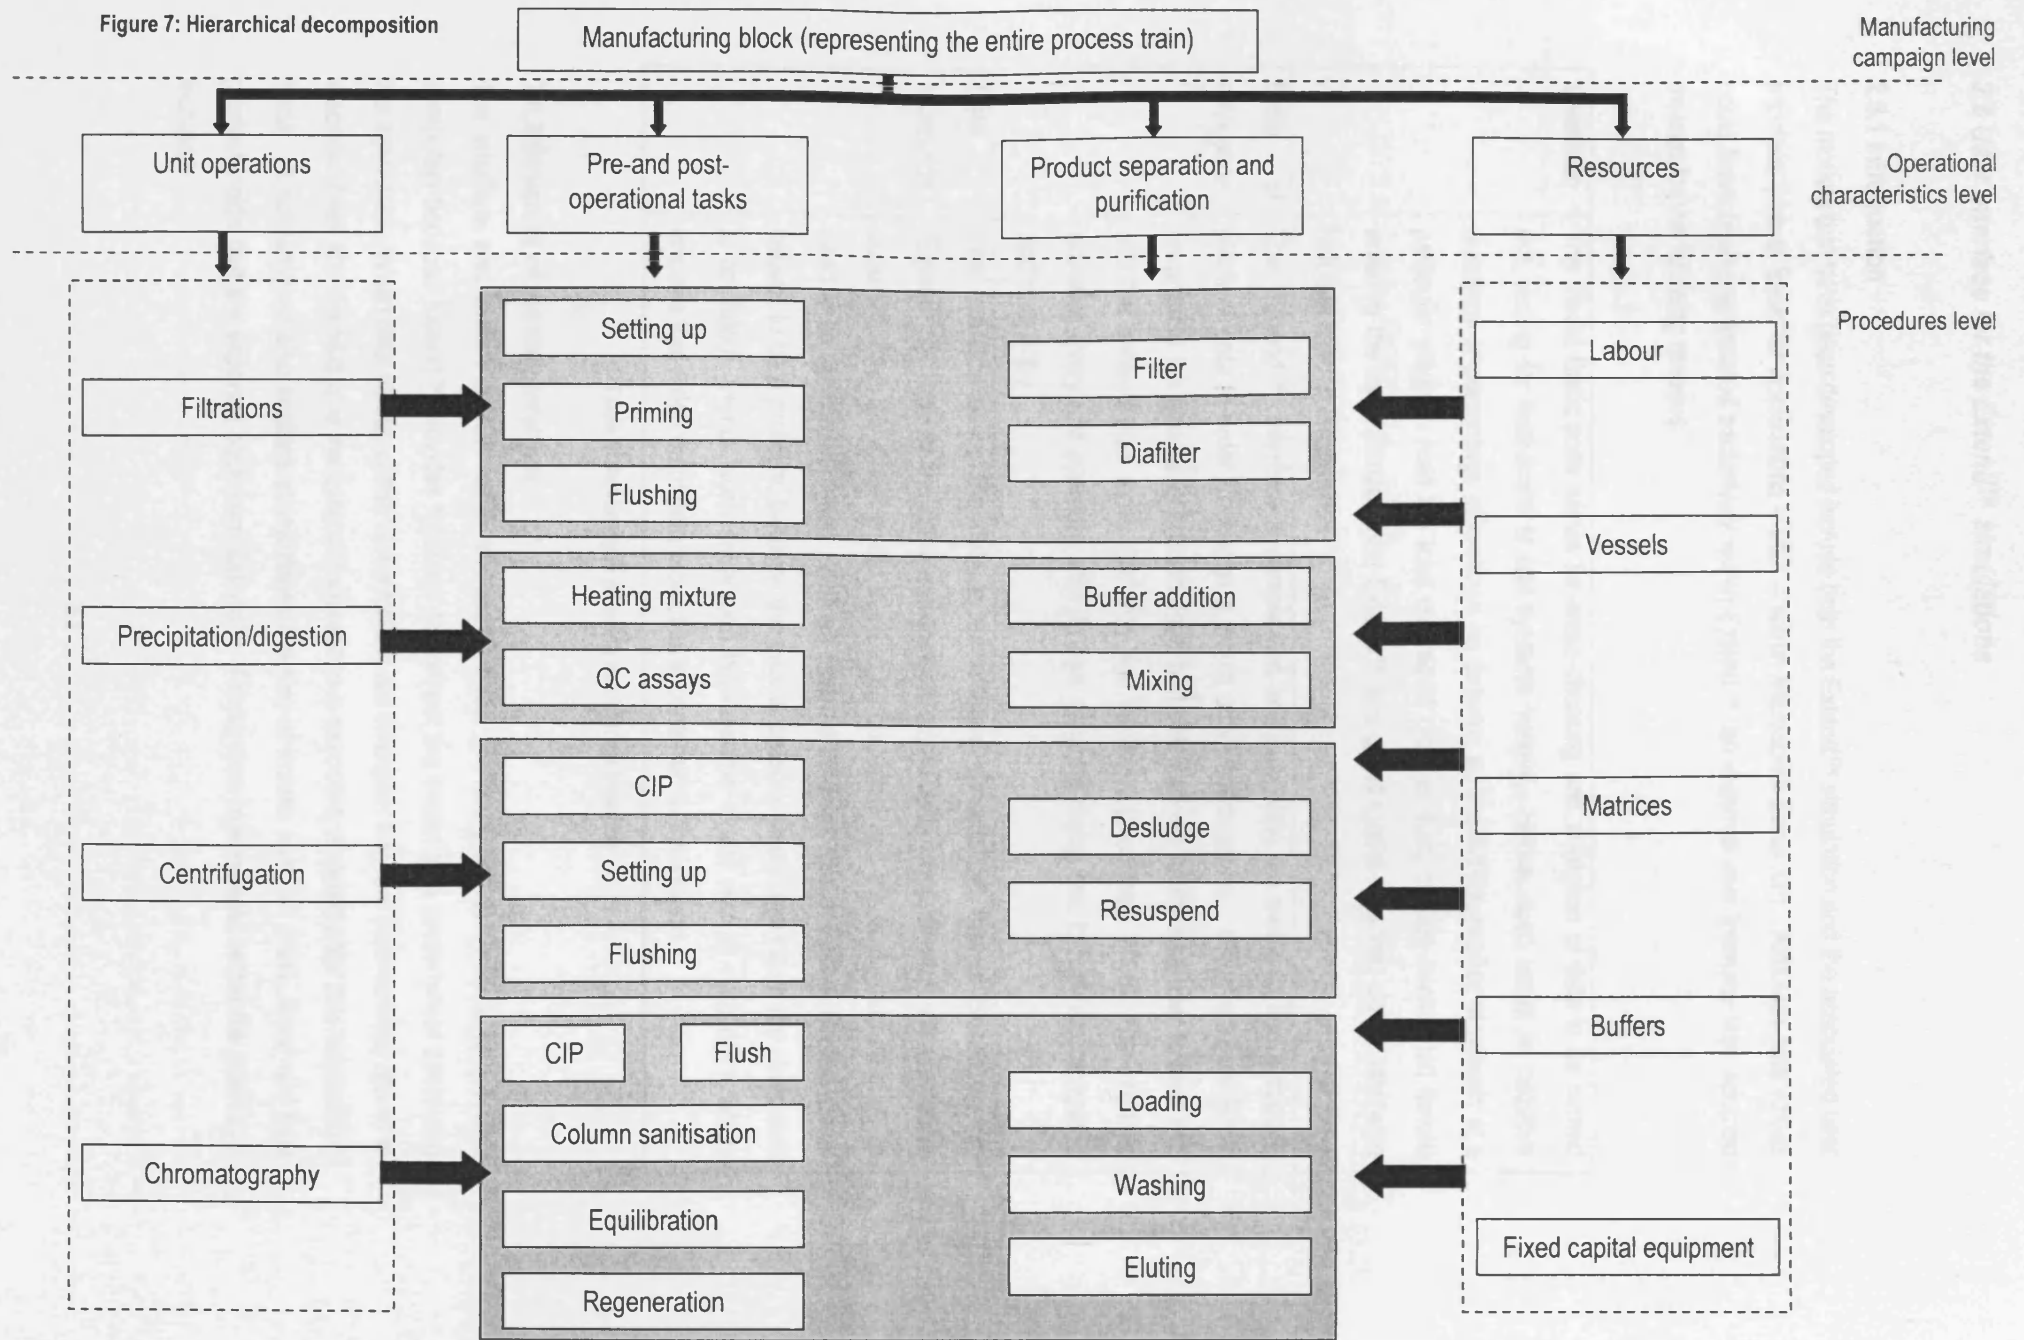 Figure 7: Hierarchical decomposition
Manufacturing block (representing the entire process train)
Manufacturing
campaign level
Unit operations
Pre-and post-
operational tasks
Product separation and
purification
Resources
Operational
characteristics level
Procedures level
Filtrations
Precipitation/digestion
Centrifugation
Chromatography
Setting up
Priming
Flushing
Filter
Diafilter
Heating mixture
QC assays
Buffer addition
Mixing
CIP
Setting up
Flushing
Desludge
Resuspend
CIP
Flush
Column sanitisation
Equilibration
Regeneration
Loading
Washing
Eluting
Labour
Vessels
Matrices
Buffers
Fixed capital equipment